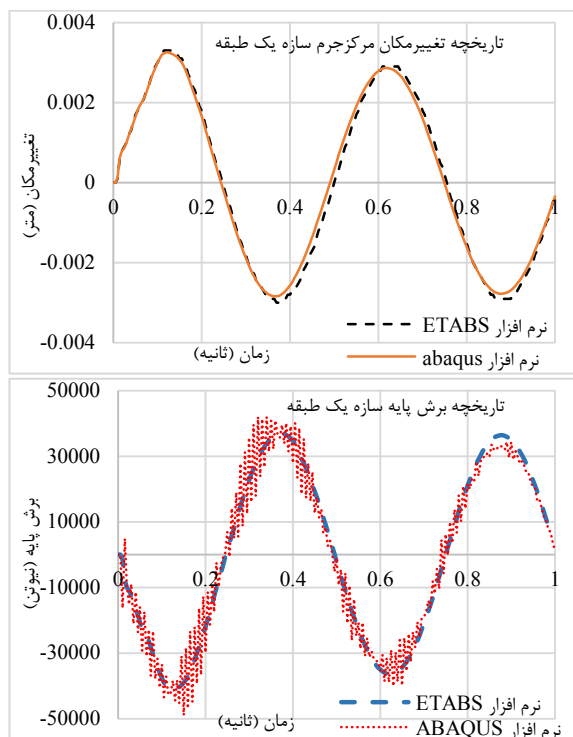 تاریخچه تغییرمکان مرکزجرم سازه یک طبقه
0.004
0.002
0
-0.002
-0.004
تغییرمکان (متر)
0 0.2 0.4 0.6 0.8 1
زمان (ثانیه)
نرم افزار ETABS
نرم افزار abaqus
تاریخچه برش پایه سازه یک طبقه
50000
30000
10000
-10000
-30000
-50000
برش پایه (نیوتن)
0 0.2 0.4 0.6 0.8 1
زمان (ثانیه)
نرم افزار ETABS
نرم افزار ABAQUS